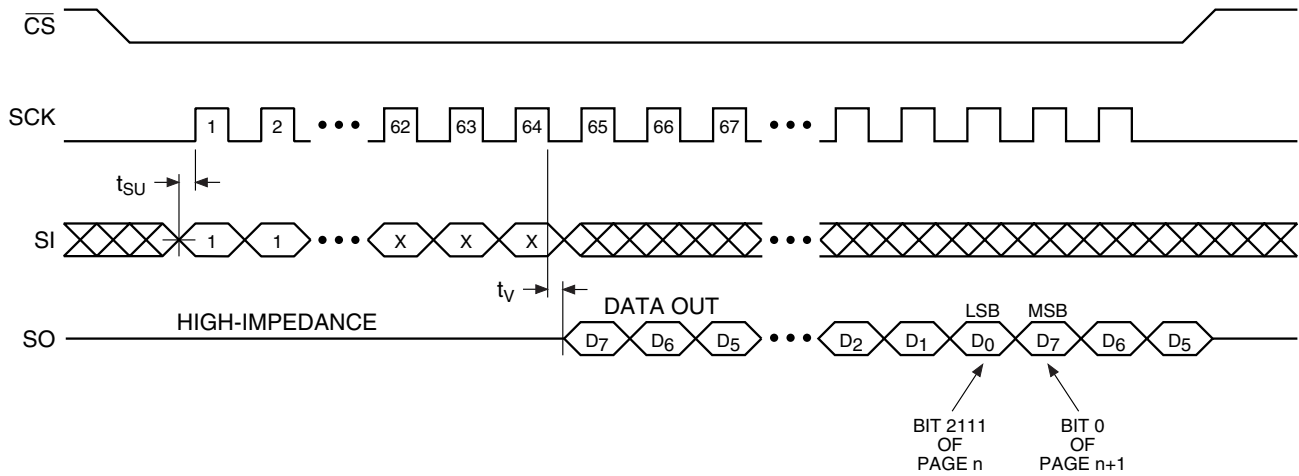 CS
SCK
1 2 ••• 62 63 64 65 66 67 •••
tSU
SI
1 1 ••• X X X •••
tV
DATA OUT
LSB MSB
SO
HIGH-IMPEDANCE
D7 D6 D5 ••• D2 D1 D0 D7 D6 D5
BIT 2111
OF
PAGE n
BIT 0
OF
PAGE n+1